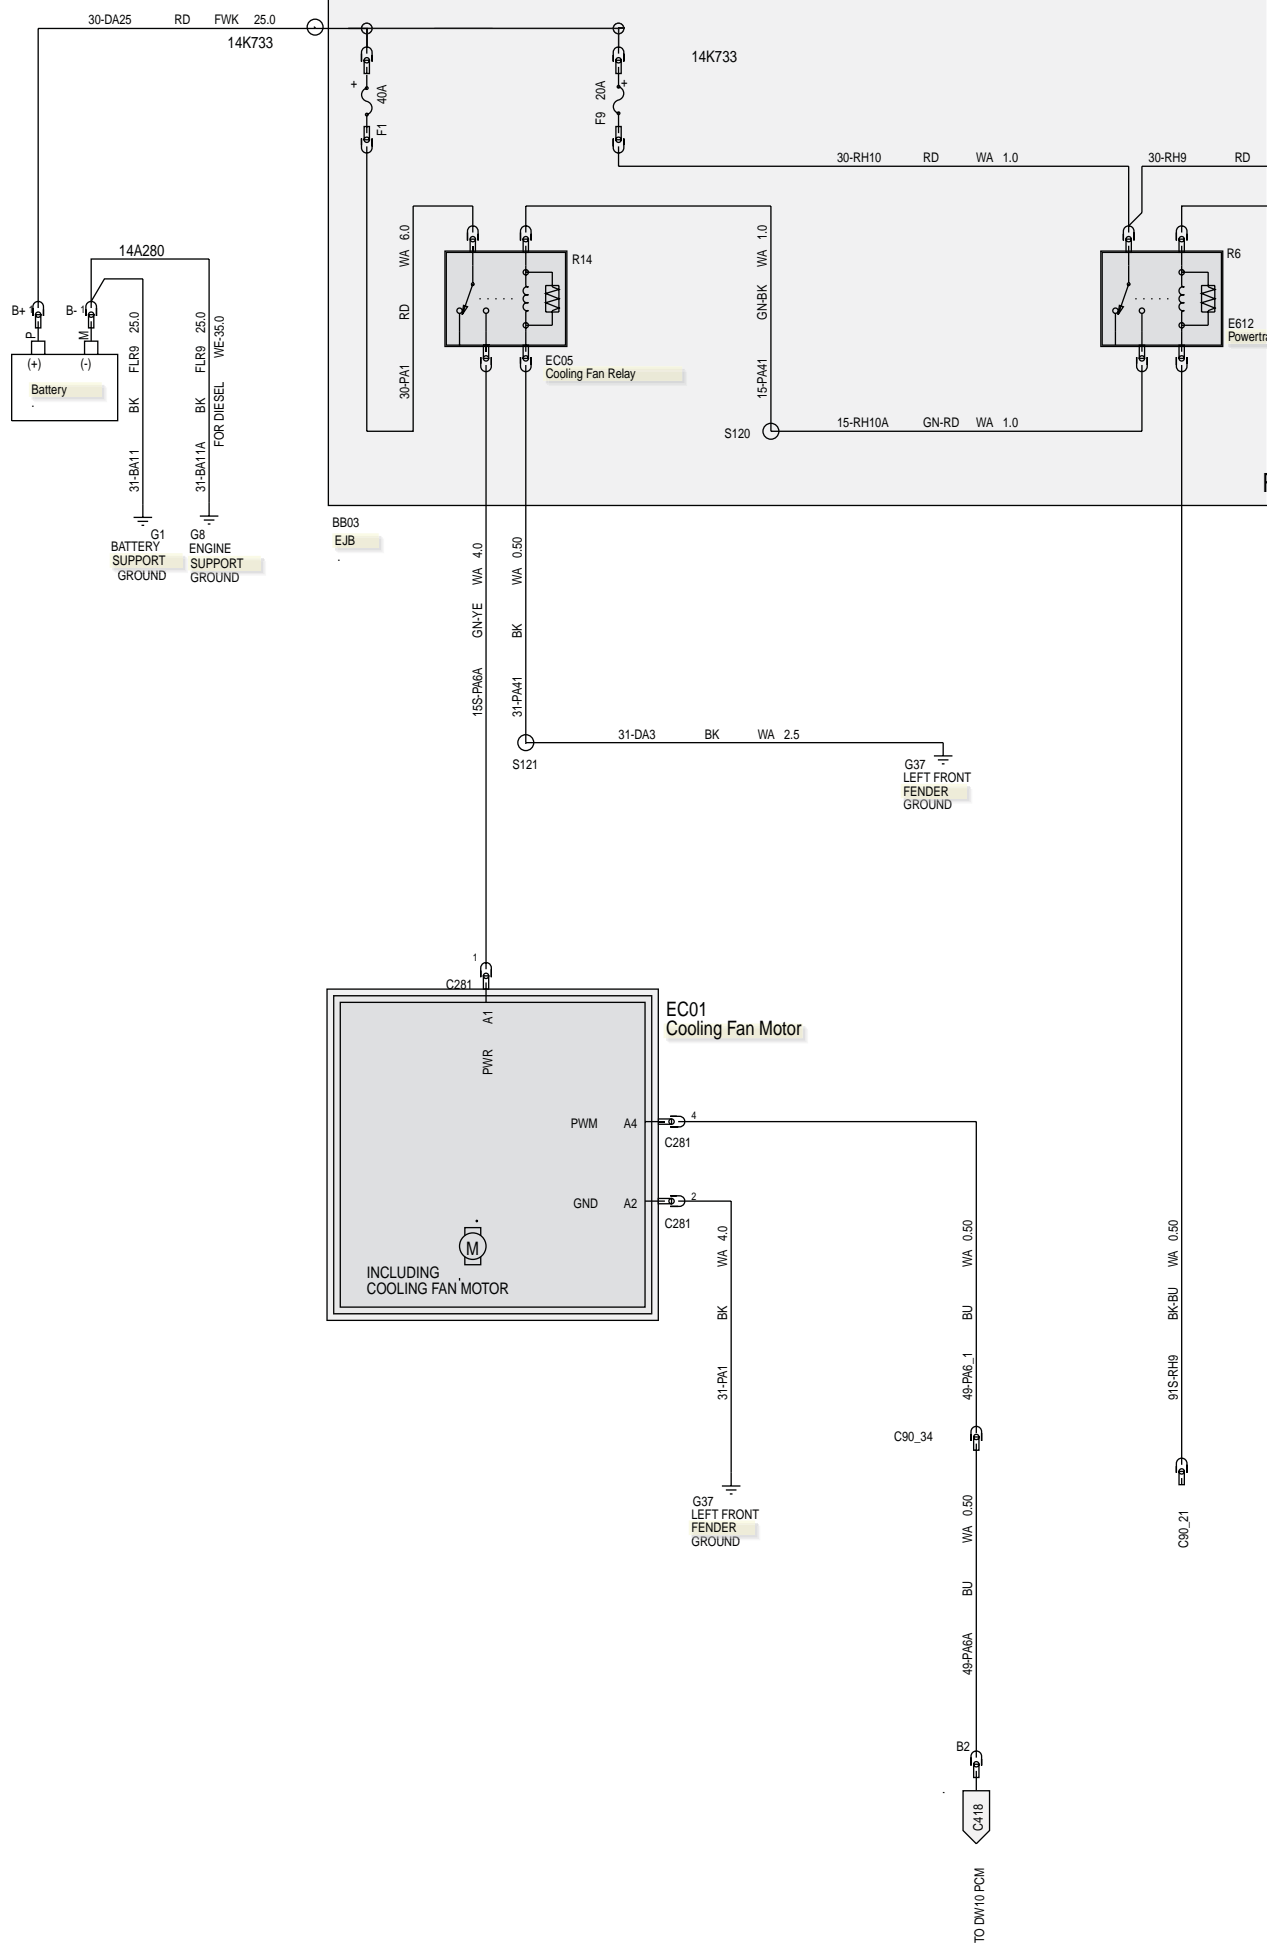 30-DA25 RD FWK 25.0
14K733
14K733
+ 40A F1
F9 20A +
30-RH10 RD WA 1.0
30-RH9 RD
14A280
B+ 1
B- 1
P
M
(+) (-)
Battery
31-BA11 BK FLR9 25.0
31-BA11A BK FLR9 25.0
FOR DIESEL WE-35.0
G1
BATTERY
SUPPORT
GROUND
G8
ENGINE
SUPPORT
GROUND
30-PA1 RD WA 6.0
R14
EC05
Cooling Fan Relay
15-PA41 GN-BK WA 1.0
S120
15-RH10A GN-RD WA 1.0
R6
E612
BB03
EJB
15S-PA6A GN-YE WA 4.0
31-PA41 BK WA 0.50
S121
31-DA3 BK WA 2.5
G37
LEFT FRONT
FENDER
GROUND
1
C281
EC01
Cooling Fan Motor
A1
PWR
PWM A4
4
C281
GND A2
2
C281
M
INCLUDING
COOLING FAN MOTOR
31-PA1 BK WA 4.0
G37
LEFT FRONT
FENDER
GROUND
49-PA6_1 BU WA 0.50
C90_34
49-PA6A BU WA 0.50
91S-RH9 BK-BU WA 0.50
C90_21
B2
C418
TO DW10 PCM